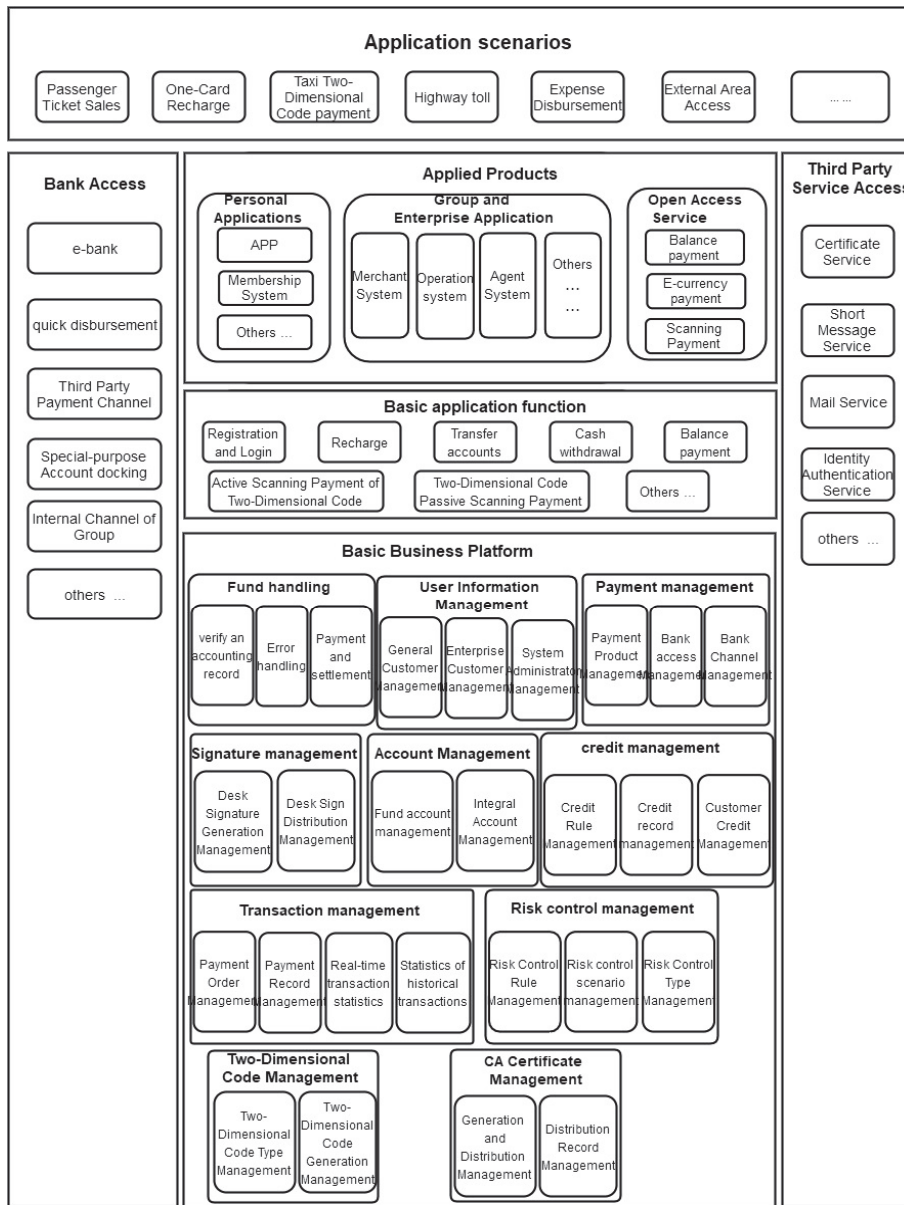 Application scenarios
Passenger
Ticket Sales
One-Card
Recharge
Taxi Two-
Dimensional
Code payment
Highway toll
Expense
Disbursement
External Area
Access
... ...
Bank Access
e-bank
quick disbursement
Third Party
Payment Channel
Special-purpose
Account docking
Internal Channel of
Group
others ...
Applied Products
Personal
Applications
APP
Membership
System
Others ...
Group and
Enterprise Application
Merchant
System
Operation
system
Agent
System
Others
...
...
Open Access
Service
Balance
payment
E-currency
payment
Scanning
Payment
Basic application function
Registration
and Login
Recharge
Transfer
accounts
Cash
withdrawal
Balance
payment
Active Scanning Payment of
Two-Dimensional Code
Two-Dimensional Code
Passive Scanning Payment
Others ...
Basic Business Platform
Fund handling
verify an
accounting
record
Error
handling
Payment
and
settlement
User Information
Management
General
Customer
Management
Enterprise
Customer
Management
System
Administrator
Management
Payment management
Payment
Product
Management
Bank
access
Management
Bank
Channel
Management
Signature management
Desk
Signature
Generation
Management
Desk Sign
Distribution
Management
Account Management
Fund account
management
Integral
Account
Management
credit management
Credit
Rule
Management
Credit
record
management
Customer
Credit
Management
Transaction management
Payment
Order
Management
Payment
Record
Management
Real-time
transaction
statistics
Statistics of
historical
transactions
Risk control management
Risk Control
Rule
Management
Risk control
scenario
management
Risk Control
Type
Management
Two-Dimensional
Code Management
Two-
Dimensional
Code Type
Management
Two-
Dimensional
Code
Generation
Management
CA Certificate
Management
Generation
and
Distribution
Management
Distribution
Record
Management
Third Party
Service Access
Certificate
Service
Short
Message
Service
Mail Service
Identity
Authentication
Service
others ...